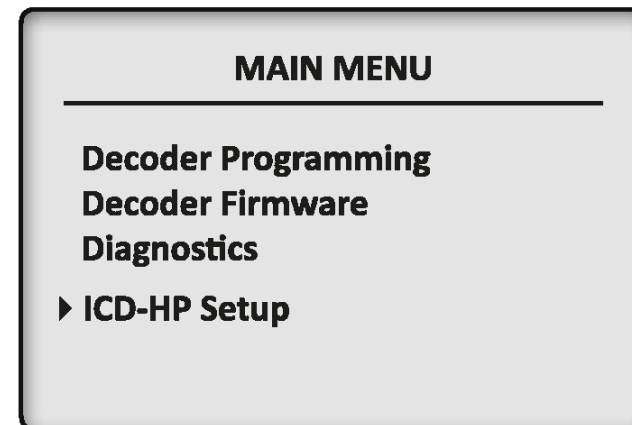 MAIN MENU
Decoder Programming
Decoder Firmware
Diagnostics
ICD-HP Setup